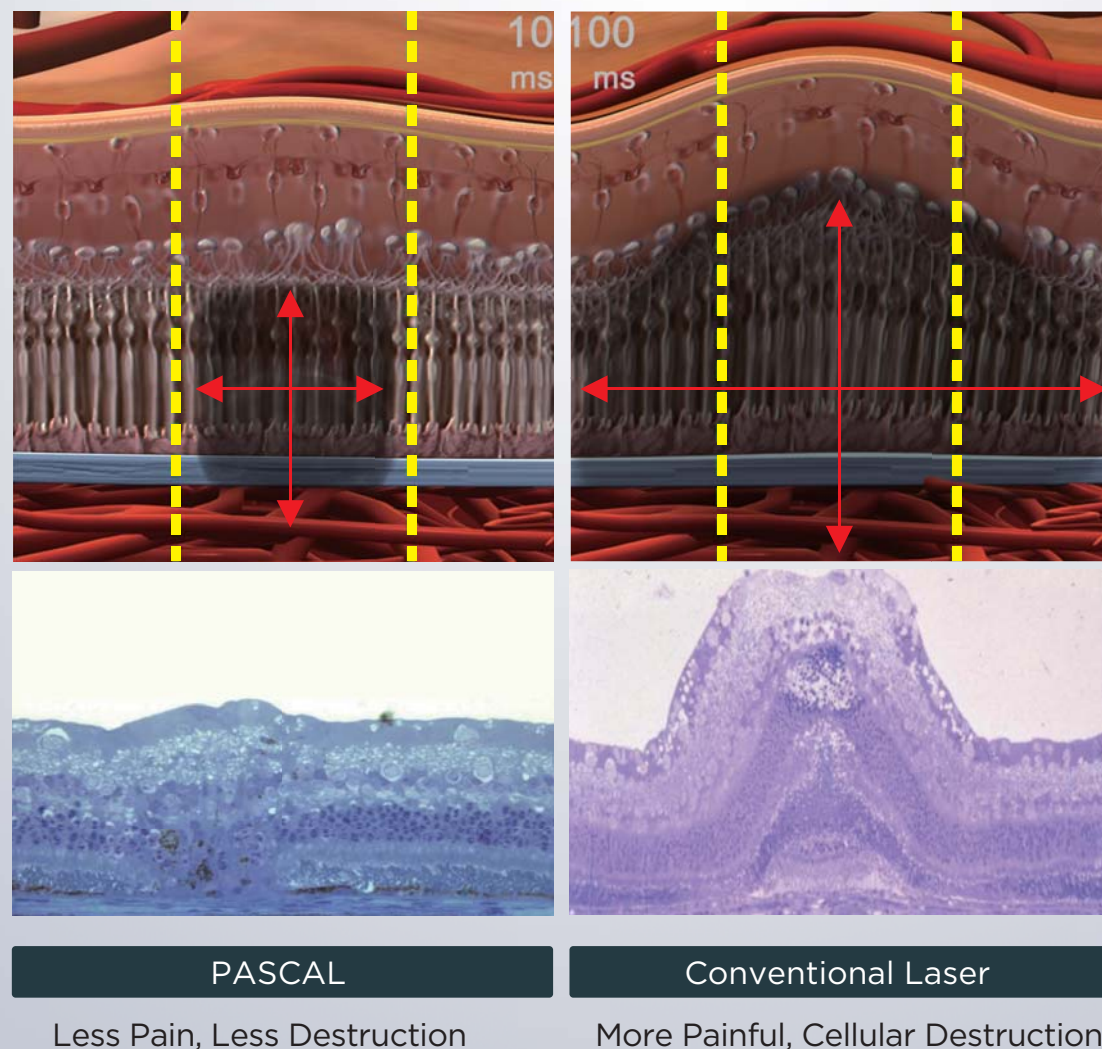 10 100
ms ms
PASCAL
Conventional Laser
Less Pain, Less Destruction
More Painful, Cellular Destruction